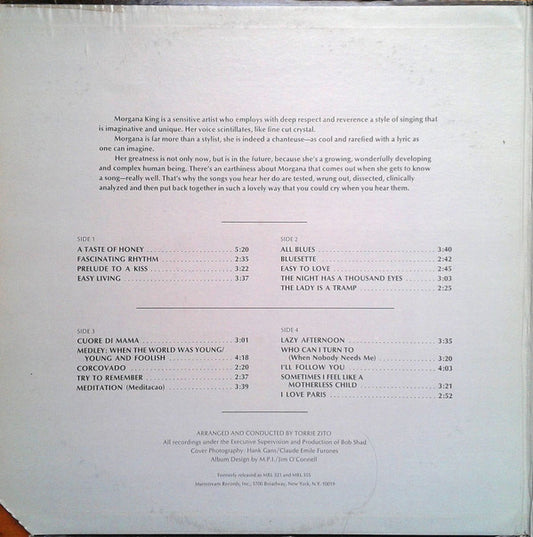 Morgana King is a sensitive artist who employs with deep respect and reverence a style of singing that
is imaginative and unique. Her voice scintillates, like fine cut crystal.
Morgana is far more than a stylist, she is indeed a chanteuse—as cool and rarefied with a lyric as
one can imagine.
Her greatness is not only now, but is in the future, because she's a growing, wonderfully developing
and complex human being. There's an earthiness about Morgana that comes out when she gets to know
a song—really well. That's why the songs you hear her do are tested, wrung out, dissected, clinically
analyzed and then put back together in such a lovely way that you could cry when you hear them.
SIDE 1
A TASTE OF HONEY 5:20
FASCINATING RHYTHM 2:35
PRELUDE TO A KISS 3:22
EASY LIVING 3:37
SIDE 2
ALL BLUES 3:40
BLUESETTE 2:42
EASY TO LOVE 2:45
THE NIGHT HAS A THOUSAND EYES 3:03
THE LADY IS A TRAMP 2:25
SIDE 3
CUORE DI MAMA 3:01
MEDLEY: WHEN THE WORLD WAS YOUNG/
YOUNG AND FOOLISH 4:18
CORCOVADO 2:20
TRY TO REMEMBER 2:37
MEDITATION (Meditacao) 3:39
SIDE 4
LAZY AFTERNOON 3:35
WHO CAN I TURN TO
(When Nobody Needs Me) 3:20
I'LL FOLLOW YOU 4:03
SOMETIMES I FEEL LIKE A
MOTHERLESS CHILD 3:21
I LOVE PARIS 2:52
ARRANGED AND CONDUCTED BY TORRIE ZITO
All recordings under the Executive Supervision and Production of Bob Shad
Cover Photography: Hank Gans/Claude Emile Furones
Album Design by M.P.I./Jim O'Connell
Formerly released as MRL 321 and MRL 355
Mainstream Records, Inc., 1700 Broadway, New York, N.Y. 10019